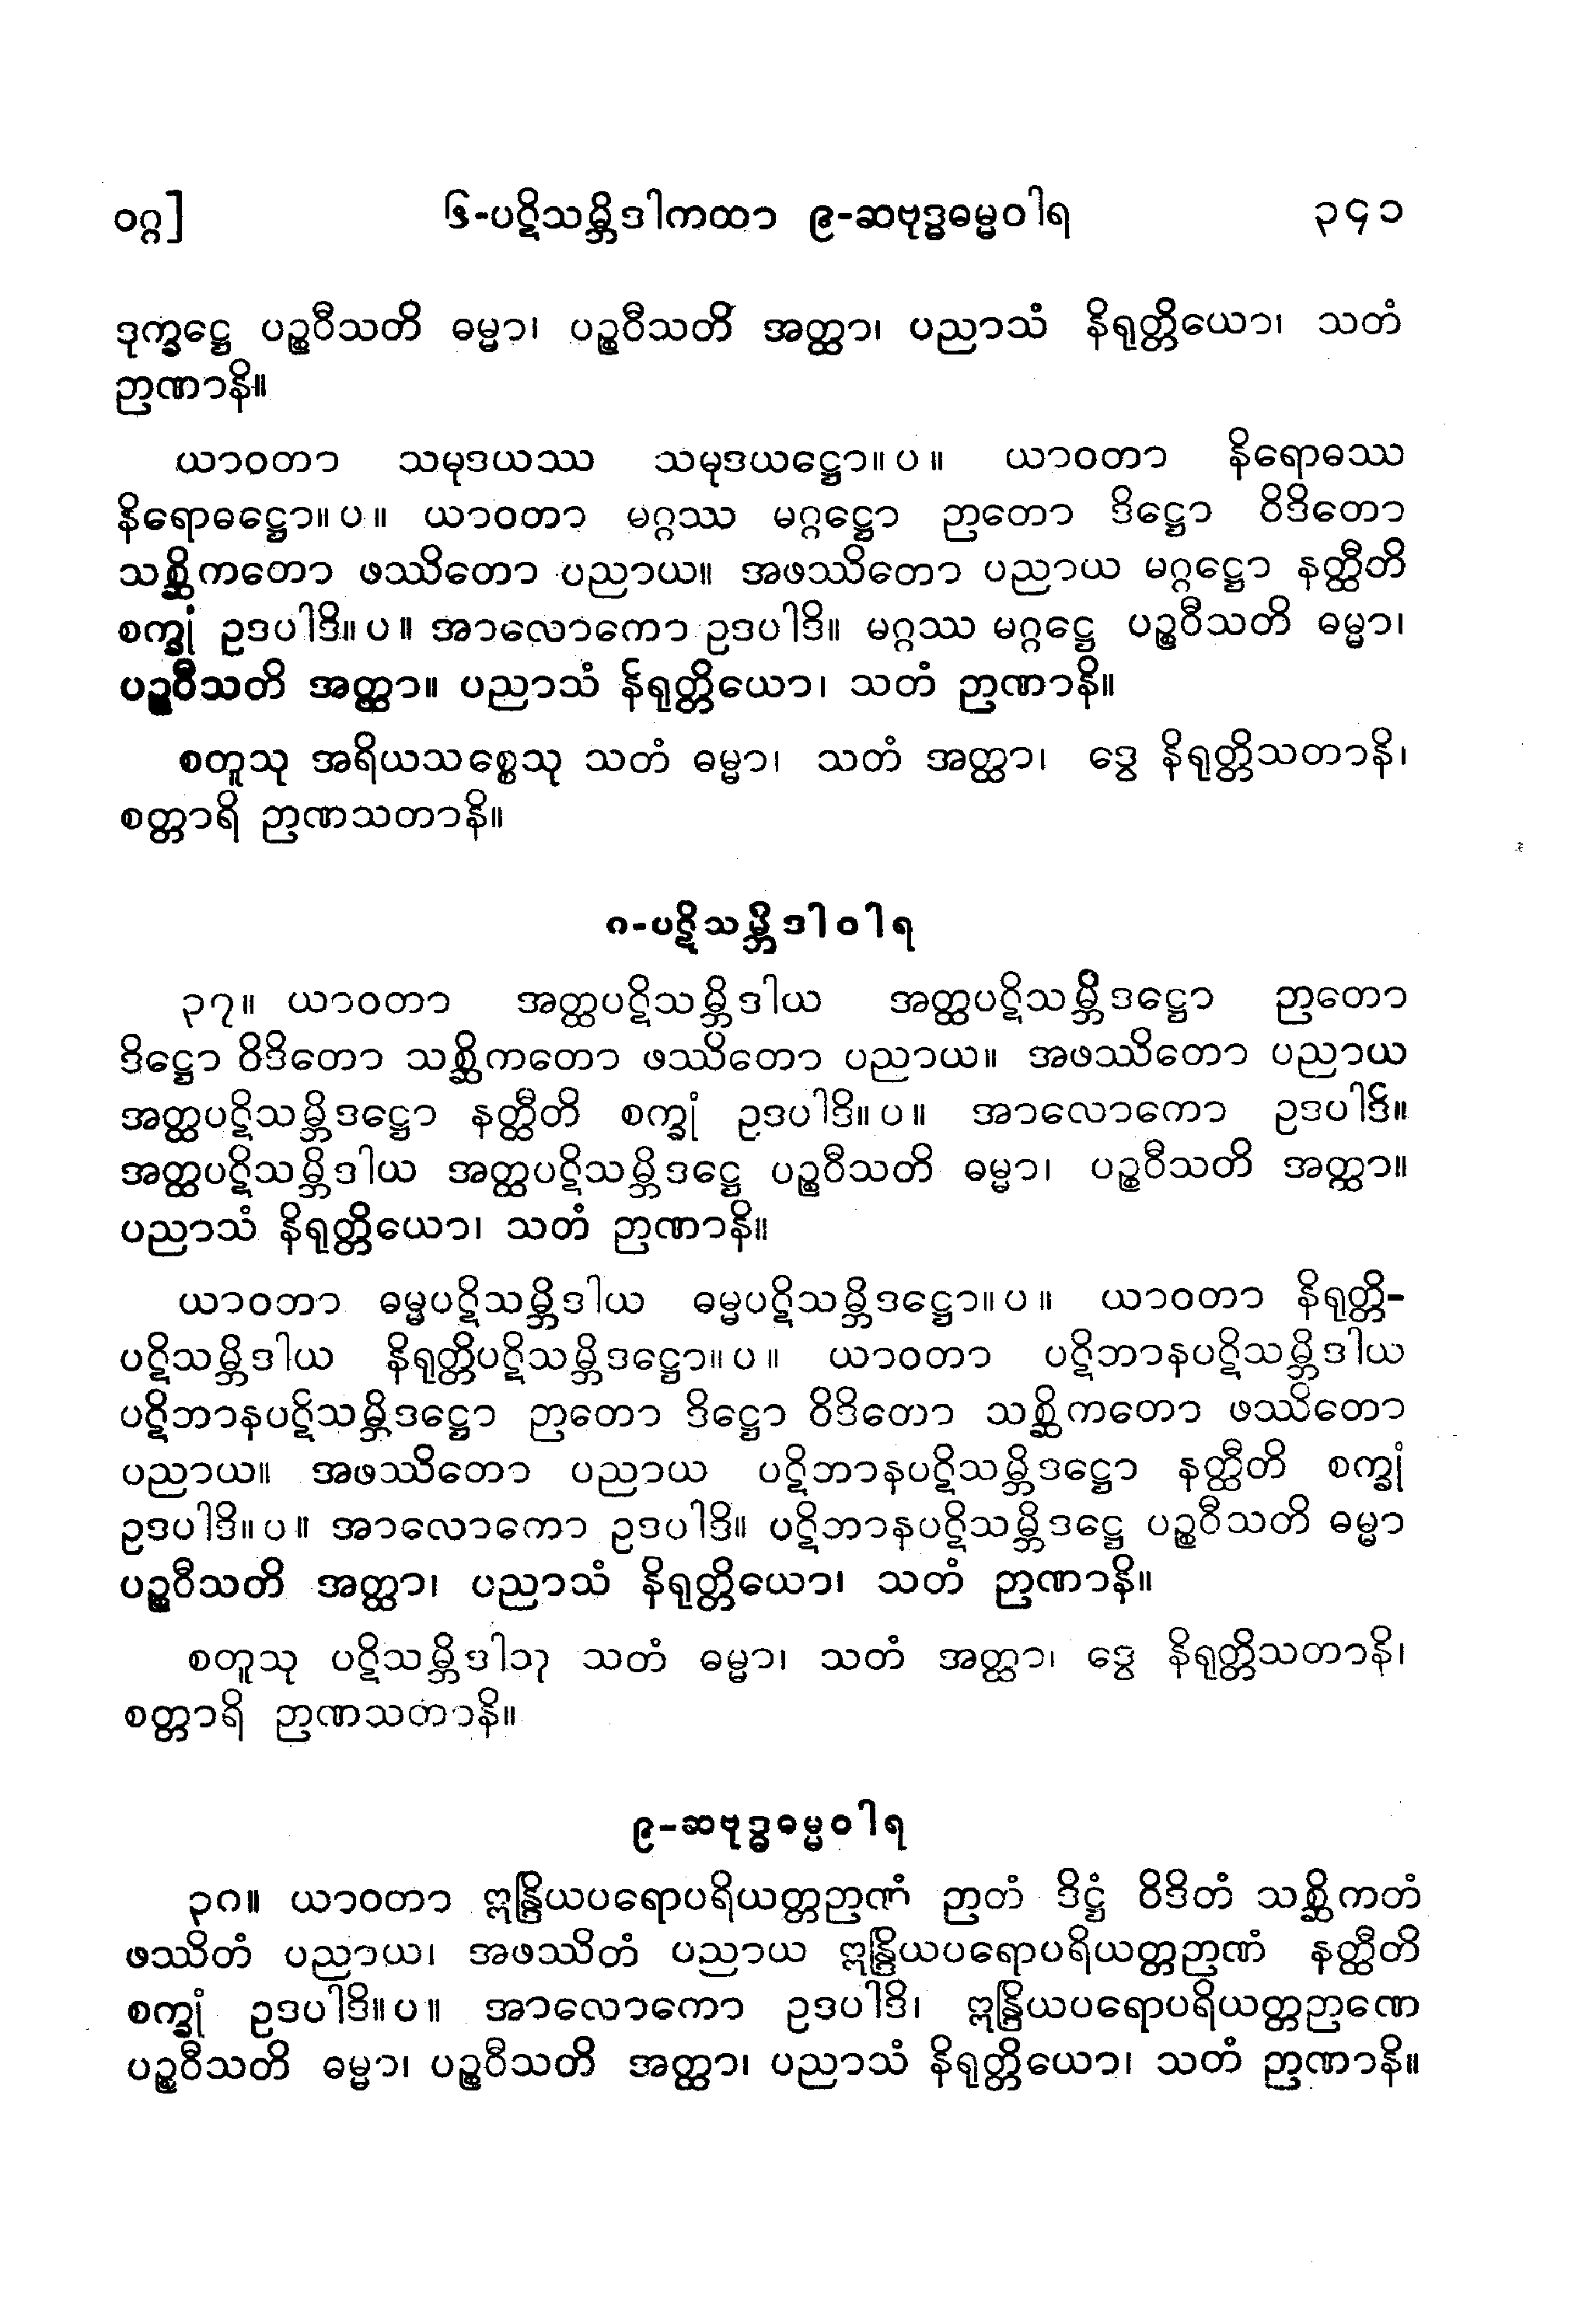 ဝဂ္ဂ] ၆-ပဋိသမ္ဘိဒါကထာ ၉-ဆဗုဒ္ဓဓမ္မဝါရ ၃၄၁
ဒုက္ခဋ္ဌေ ပဉ္စဝီသတိ ဓမ္မာ၊ ပဉ္စဝီသတိ အတ္ထာ၊ ပညာသံ နိရုတ္တိယော၊ သတံ
ဉာဏာနိ။
ယာဝတာ သမုဒယဿ သမုဒယဋ္ဌော။ပ။ ယာဝတာ နိရောဓဿ
နိရောဓဋ္ဌော။ပ။ ယာဝတာ မဂ္ဂဿ မဂ္ဂဋ္ဌော ဉာတော ဒိဋ္ဌော ဝိဒိတော
သစ္ဆိကတော ဖဿိတော ပညာယ။ အဖဿိတော ပညာယ မဂ္ဂဋ္ဌော နတ္ထီတိ
စက္ခုံ ဥဒပါဒိ။ပ။ အာလောကော ဥဒပါဒိ။ မဂ္ဂဿ မဂ္ဂဋ္ဌေ ပဉ္စဝီသတိ ဓမ္မာ၊
ပဉ္စဝီသတိ အတ္ထာ။ ပညာသံ နိရုတ္တိယော၊ သတံ ဉာဏာနိ။
စတူသု အရိယသစ္စေသု သတံ ဓမ္မာ၊ သတံ အတ္ထာ၊ ဒွေ နိရုတ္တိသတာနိ၊
စတ္တာရိ ဉာဏသတာနိ။
၈-ပဋိသမ္ဘိဒါဝါရ
၃၇။ ယာဝတာ အတ္ထပဋိသမ္ဘိဒါယ အတ္ထပဋိသမ္ဘိဒဋ္ဌော ဉာတော
ဒိဋ္ဌော ဝိဒိတော သစ္ဆိကတော ဖဿိတော ပညာယ။ အဖဿိတော ပညာယ
အတ္ထပဋိသမ္ဘိဒဋ္ဌော နတ္ထီတိ စက္ခုံ ဥဒပါဒိ။ပ။ အာလောကော ဥဒပါဒိ။
အတ္ထပဋိသမ္ဘိဒါယ အတ္ထပဋိသမ္ဘိဒဋ္ဌေ ပဉ္စဝီသတိ ဓမ္မာ၊ ပဉ္စဝီသတိ အတ္ထာ။
ပညာသံ နိရုတ္တိယော၊ သတံ ဉာဏာနိ။
ယာဝဘာ ဓမ္မပဋိသမ္ဘိဒါယ ဓမ္မပဋိသမ္ဘိဒဋ္ဌော။ပ။ ယာဝတာ နိရုတ္တိ-
ပဋိသမ္ဘိဒါယ နိရုတ္တိပဋိသမ္ဘိဒဋ္ဌော။ပ။ ယာဝတာ ပဋိဘာနပဋိသမ္ဘိဒါယ
ပဋိဘာနပဋိသမ္ဘိဒဋ္ဌော ဉာတော ဒိဋ္ဌော ဝိဒိတော သစ္ဆိကတော ဖဿိတော
ပညာယ။ အဖဿိတော ပညာယ ပဋိဘာနပဋိသမ္ဘိဒဋ္ဌော နတ္ထီတိ စက္ခုံ
ဥဒပါဒိ။ပ။ အာလောကော ဥဒပါဒိ။ ပဋိဘာနပဋိသမ္ဘိဒဋ္ဌေ ပဉ္စဝီသတိ ဓမ္မာ
ပဉ္စဝီသတိ အတ္ထာ၊ ပညာသံ နိရုတ္တိယော၊ သတံ ဉာဏာနိ။
စတူသု ပဋိသမ္ဘိဒါသု သတံ ဓမ္မာ၊ သတံ အတ္ထာ၊ ဒွေ နိရုတ္တိသတာနိ၊
စတ္တာရိ ဉာဏသတာနိ။
၉-ဆဗုဒ္ဓဓမ္မဝါရ
၃၈။ ယာဝတာ ဣန္ဒြိယပရောပရိယတ္တဉာဏံ ဉာတံ ဒိဋ္ဌံ ဝိဒိတံ သစ္ဆိကတံ
ဖဿိတံ ပညာယ၊ အဖဿိတံ ပညာယ ဣန္ဒြိယပရောပရိယတ္တဉာဏံ နတ္ထီတိ
စက္ခုံ ဥဒပါဒိ။ပ။ အာလောကော ဥဒပါဒိ၊ ဣန္ဒြိယပရောပရိယတ္တဉာဏေ
ပဉ္စဝီသတိ ဓမ္မာ၊ ပဉ္စဝီသတိ အတ္ထာ၊ ပညာသံ နိရုတ္တိယော၊ သတံ ဉာဏာနိ။